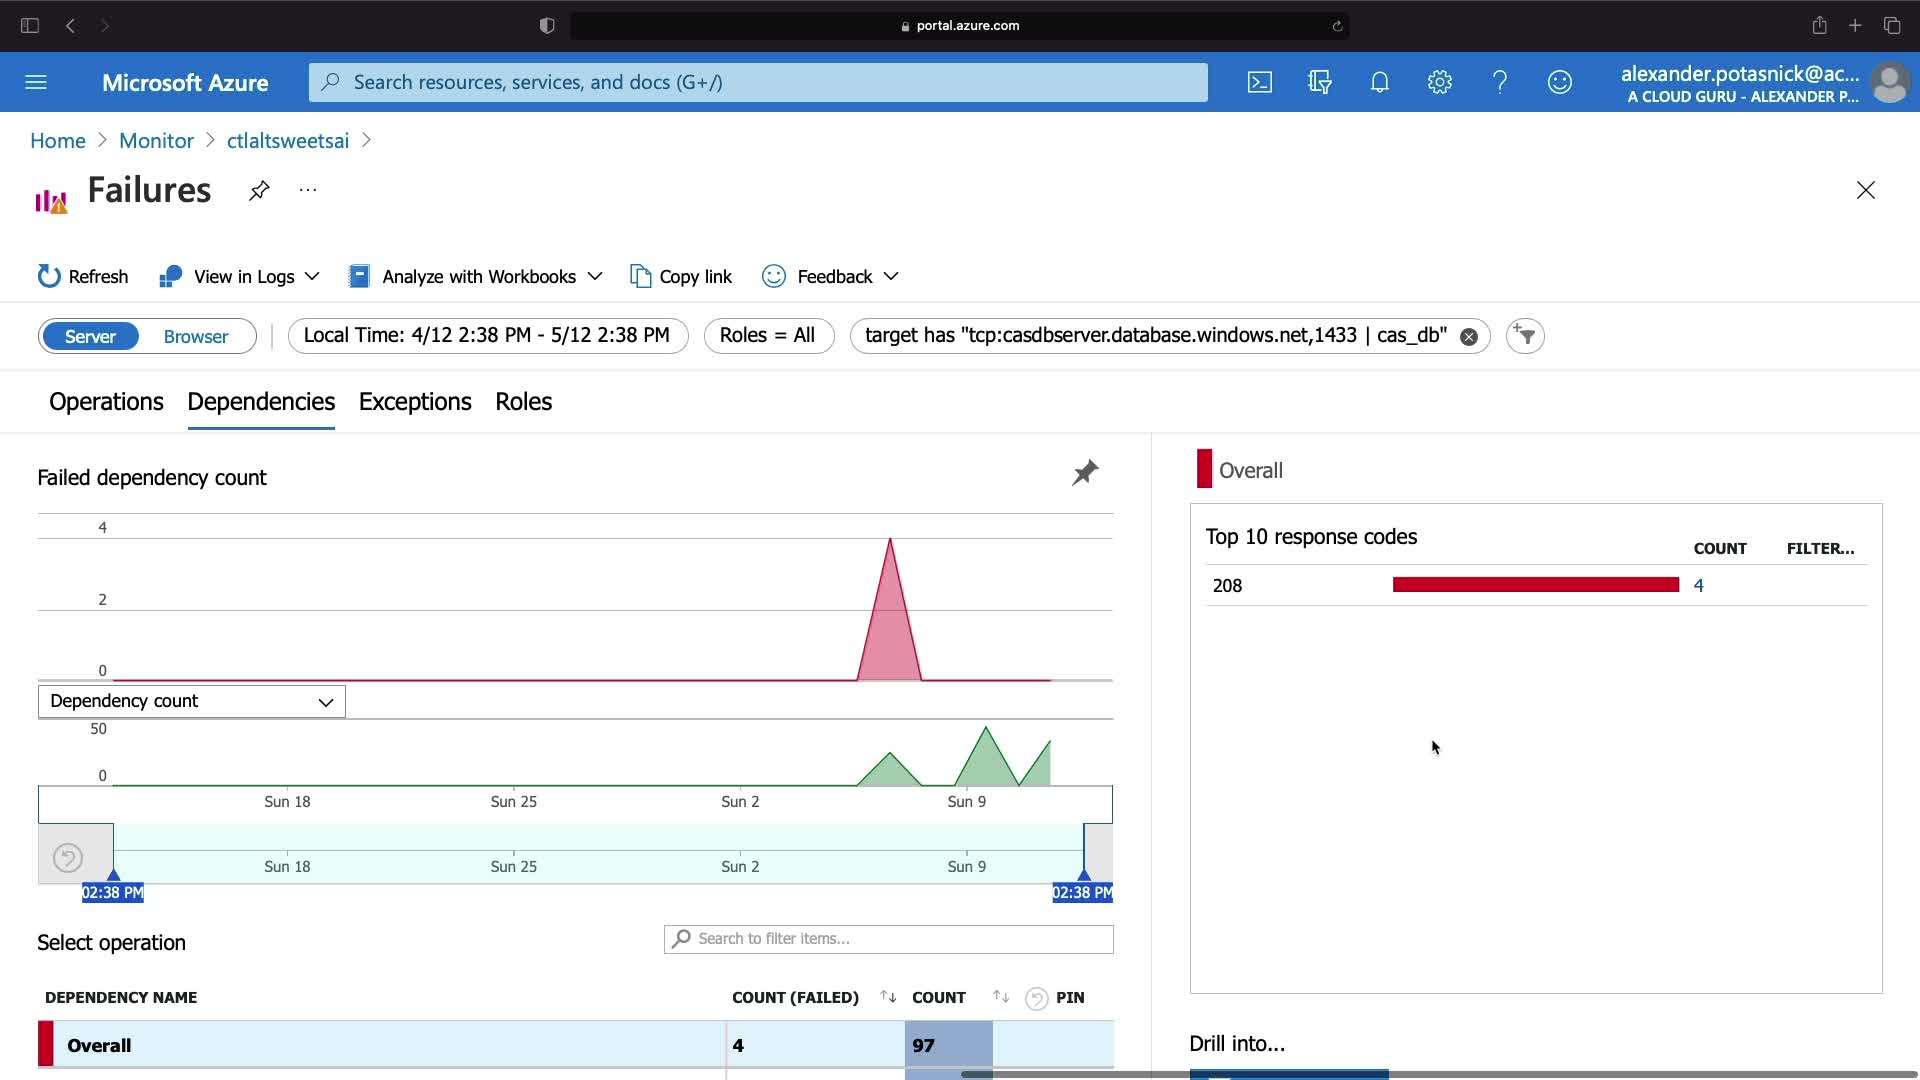 portal.azure.com
Microsoft Azure
Search resources, services, and docs (G+/)
alexander.potasnick@ac...
A CLOUD GURU - ALEXANDER P...
Home > Monitor > ctlaltsweetsai >
Failures
Refresh
View in Logs
Analyze with Workbooks
Copy link
Feedback
Server
Browser
Local Time: 4/12 2:38 PM - 5/12 2:38 PM
Roles = All
target has "tcp:casdbserver.database.windows.net,1433 | cas_db"
Operations
Dependencies
Exceptions
Roles
Failed dependency count
4
2
0
Dependency count
50
0
Sun 18
Sun 25
Sun 2
Sun 9
Sun 18
Sun 25
Sun 2
Sun 9
02:38 PM
02:38 PM
Select operation
Search to filter items...
DEPENDENCY NAME
COUNT (FAILED)
COUNT
PIN
Overall
4
97
Overall
Top 10 response codes
COUNT
FILTER...
208
4
Drill into...